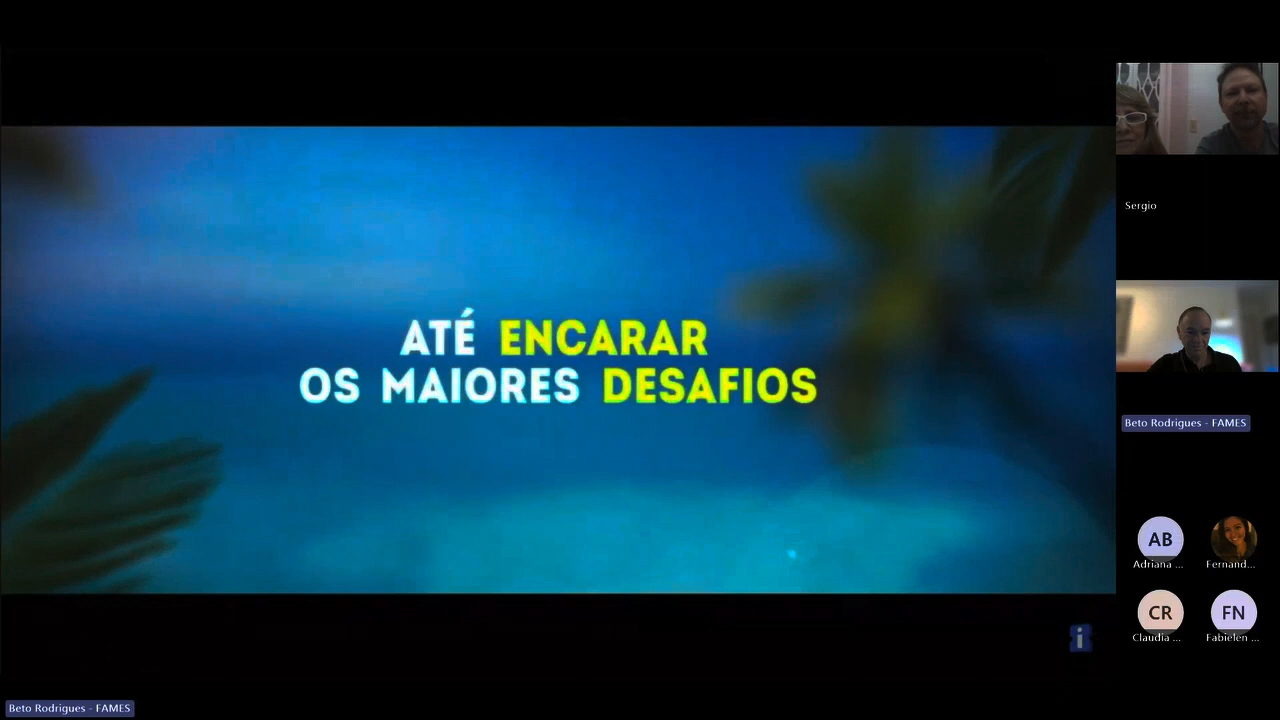 ATÉ ENCARAR
OS MAIORES DESAFIOS
Sergio
Beto Rodrigues - FAMES
AB
Adriana ...
Fernand...
CR
Claudia ...
FN
Fabielen ...
i
Beto Rodrigues - FAMES